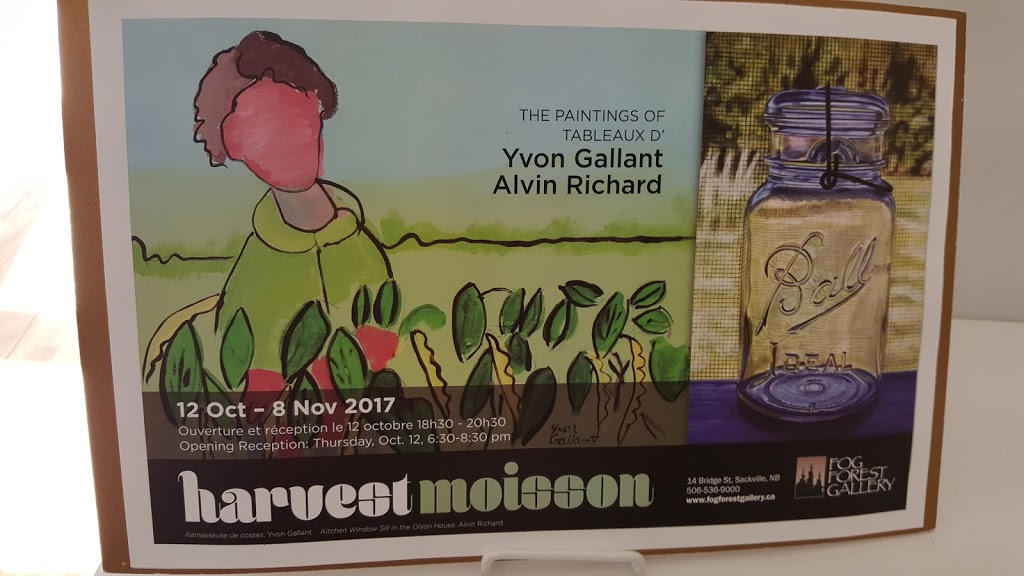 THE PAINTINGS OF
TABLEAUX D'
Yvon Gallant
Alvin Richard
Ball
IDEAL
Yvon
Gallant
12 Oct – 8 Nov 2017
Ouverture et réception le 12 octobre 18h30 - 20h30
Opening Reception: Thursday, Oct. 12, 6:30-8:30 pm
harvest moisson
Ramasseuse de cosses, Yvon Gallant Kitchen Window Sill in the Olson House, Alvin Richard
14 Bridge St, Sackville, NB
506-536-9000
www.fogforestgallery.ca
FOG
FOREST
GALLERY